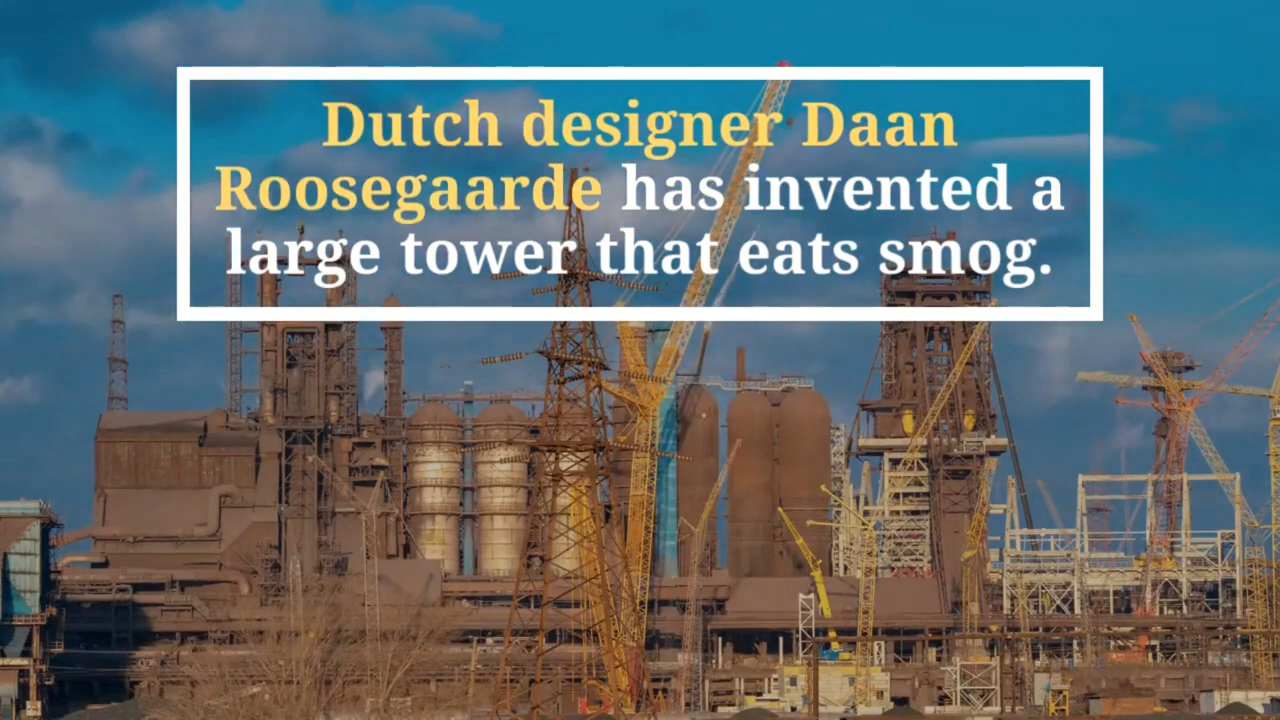 Dutch designer Daan
Roosegaarde has invented a
large tower that eats smog.